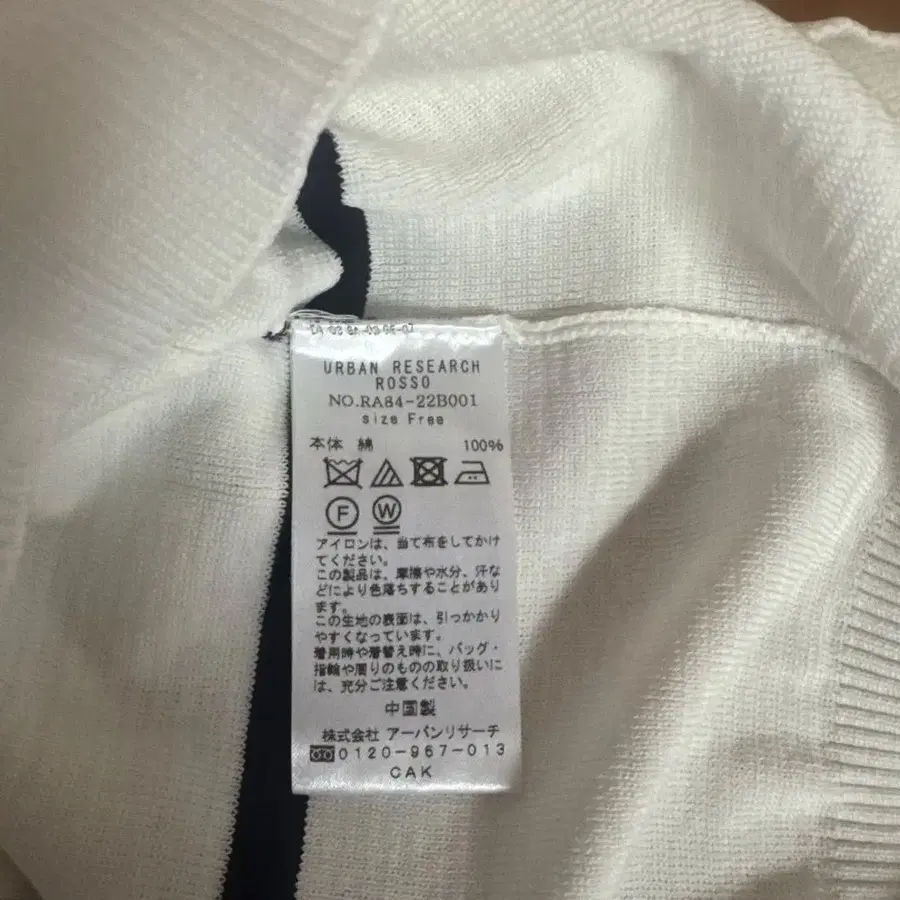 URBAN RESEARCH
ROSSO
NO.RA84-22B001
size Free
本体 綿 100%
F W
アイロンは、当て布をしてかけ
てください。
この製品は、摩擦や水分、汗な
どにより色落ちすることがあり
ます。
この生地の表面は、引っかかり
やすくなっています。
着用時や着替え時に、バッグ・
指輪や周りのものの取り扱いに
は、充分ご注意ください。
中国製
株式会社 アーバンリサーチ
0120-967-013
CAK